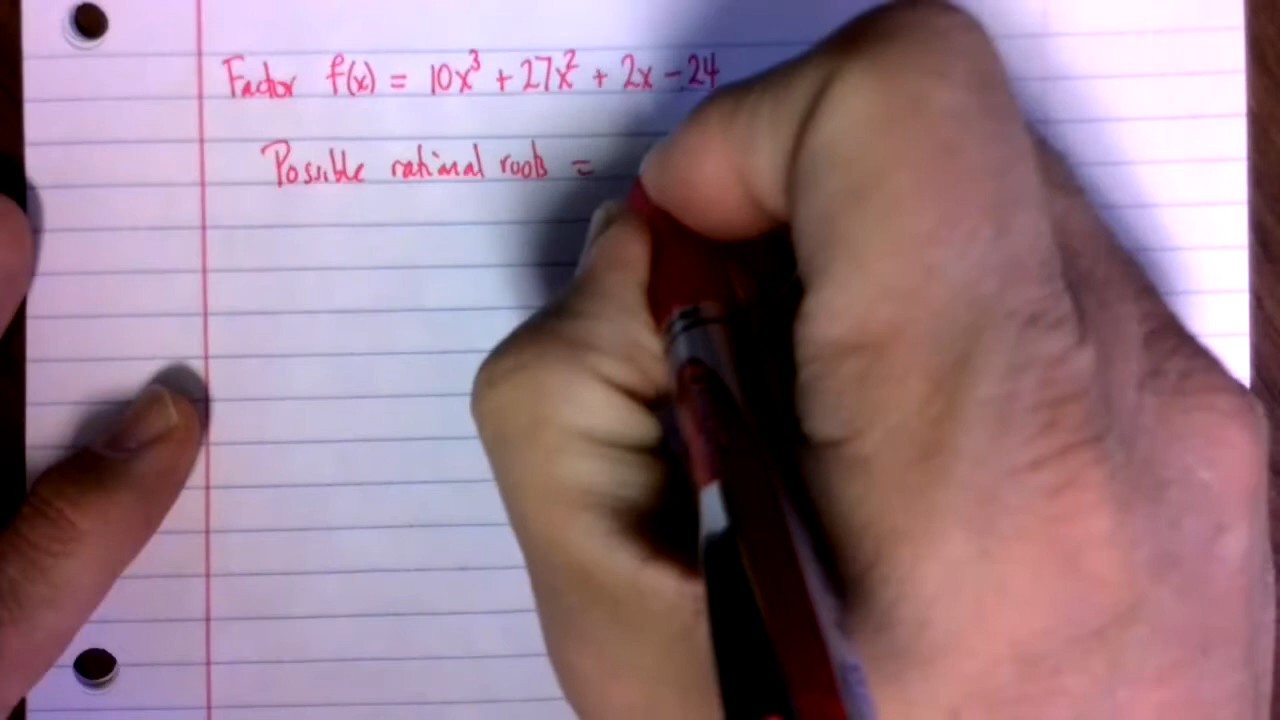 Factor f(x) = 10x³ + 27x² + 2x - 24
Possible rational roots =